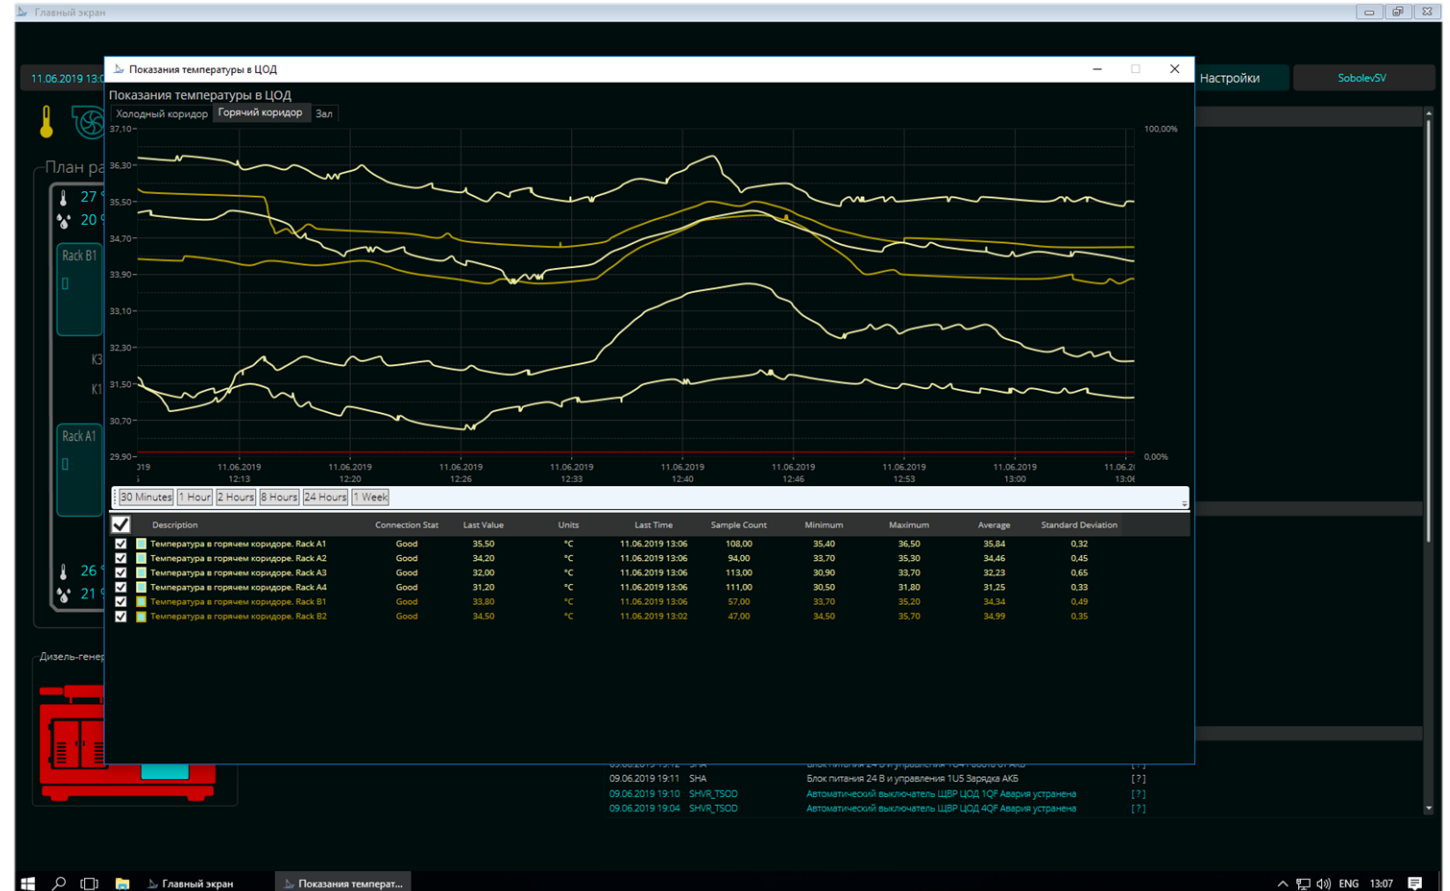 Главный экран
11.06.2019 13:0
Настройки
SobolevSV
Показания температуры в ЦОД
Показания температуры в ЦОД
Холодный коридор Горячий коридор Зал
37,10
100,00%
36,30
35,50
34,70
33,90
33,10
32,30
31,50
30,70
29,90
0,00%
019 11.06.2019 11.06.2019 11.06.2019 11.06.2019 11.06.2019 11.06.2019 11.06.2019 11.06.2019 11.06.20
12:13 12:20 12:26 12:33 12:40 12:46 12:53 13:00 13:06
План ра
27 °
20 °
Rack B1
К3
К1
Rack A1
26 °
21 °
Дизель-генер
30 Minutes 1 Hour 2 Hours 8 Hours 24 Hours 1 Week
Description Connection Stat Last Value Units Last Time Sample Count Minimum Maximum Average Standard Deviation
Температура в горячем коридоре. Rack A1 Good 35,50 °C 11.06.2019 13:06 108,00 35,40 36,50 35,84 0,32
Температура в горячем коридоре. Rack A2 Good 34,20 °C 11.06.2019 13:06 94,00 33,70 35,30 34,46 0,45
Температура в горячем коридоре. Rack A3 Good 32,00 °C 11.06.2019 13:06 113,00 30,90 33,70 32,23 0,65
Температура в горячем коридоре. Rack A4 Good 31,20 °C 11.06.2019 13:06 111,00 30,50 31,80 31,25 0,33
Температура в горячем коридоре. Rack B1 Good 33,80 °C 11.06.2019 13:06 57,00 33,70 35,20 34,34 0,49
Температура в горячем коридоре. Rack B2 Good 34,50 °C 11.06.2019 13:02 47,00 34,50 35,70 34,99 0,35
09.06.2019 19:11 SHA Блок питания 24 В и управления 1U5 Зарядка АКБ [ ? ]
09.06.2019 19:10 SHVR_TSOD Автоматический выключатель ЩВР ЦОД 1QF Авария устранена [ ? ]
09.06.2019 19:04 SHVR_TSOD Автоматический выключатель ЩВР ЦОД 4QF Авария устранена [ ? ]
Главный экран Показания температ... ENG 13:07